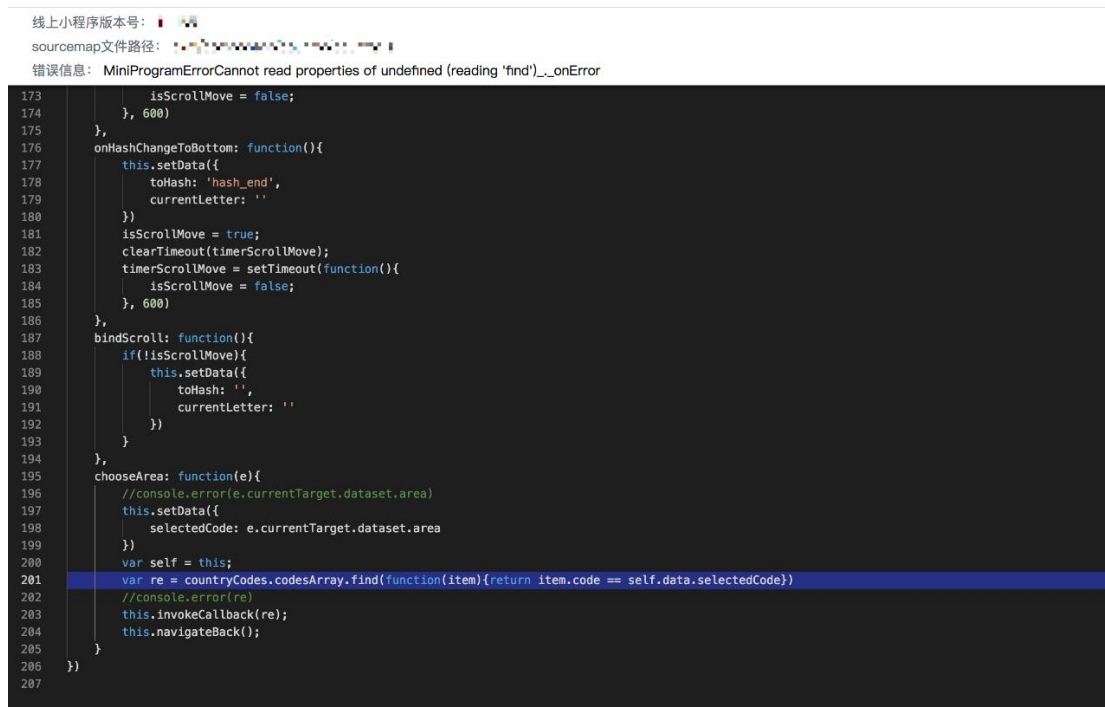 线上小程序版本号：
sourcemap文件路径：
错误信息： MiniProgramErrorCannot read properties of undefined (reading 'find')_._onError
173 isScrollMove = false;
174 }, 600)
175 },
176 onHashChangeToBottom: function(){
177 this.setData({
178 toHash: 'hash_end',
179 currentLetter: ''
180 })
181 isScrollMove = true;
182 clearTimeout(timerScrollMove);
183 timerScrollMove = setTimeout(function(){
184 isScrollMove = false;
185 }, 600)
186 },
187 bindScroll: function(){
188 if(!isScrollMove){
189 this.setData({
190 toHash: '',
191 currentLetter: ''
192 })
193 }
194 },
195 chooseArea: function(e){
196 //console.error(e.currentTarget.dataset.area)
197 this.setData({
198 selectedCode: e.currentTarget.dataset.area
199 })
200 var self = this;
201 var re = countryCodes.codesArray.find(function(item){return item.code == self.data.selectedCode})
202 //console.error(re)
203 this.invokeCallback(re);
204 this.navigateBack();
205 }
206 })
207